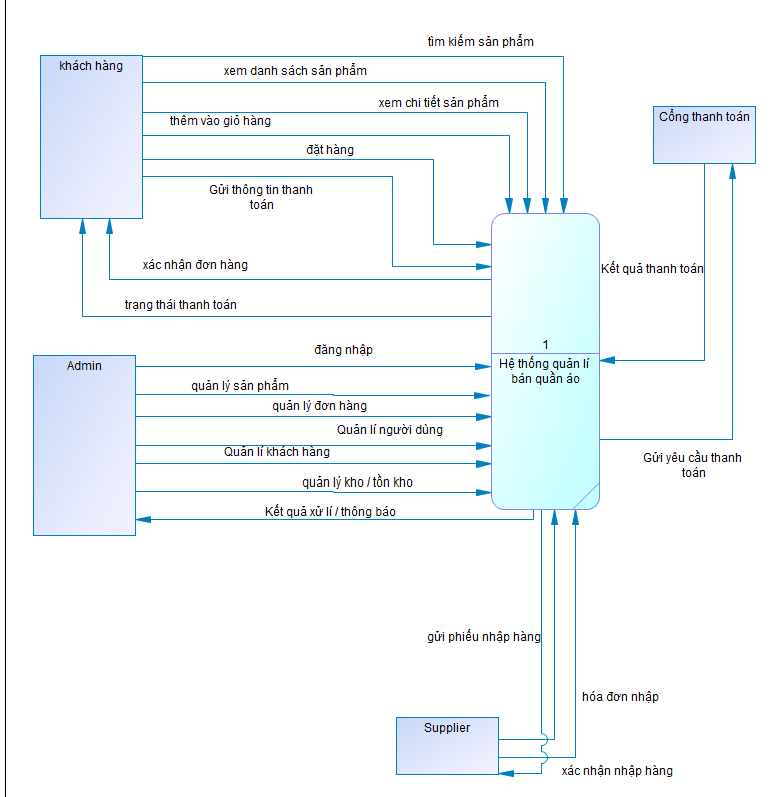 tìm kiếm sản phẩm
khách hàng
xem danh sách sản phẩm
xem chi tiết sản phẩm
thêm vào giỏ hàng
Cổng thanh toán
đặt hàng
Gửi thông tin thanh
toán
xác nhận đơn hàng
Kết quả thanh toán
trạng thái thanh toán
1
Hệ thống quản lí
bán quần áo
đăng nhập
Admin
quản lý sản phẩm
quản lý đơn hàng
Quản lí người dùng
Quản lí khách hàng
Gửi yêu cầu thanh
toán
quản lý kho / tồn kho
Kết quả xử lí / thông báo
gửi phiếu nhập hàng
hóa đơn nhập
Supplier
xác nhận nhập hàng